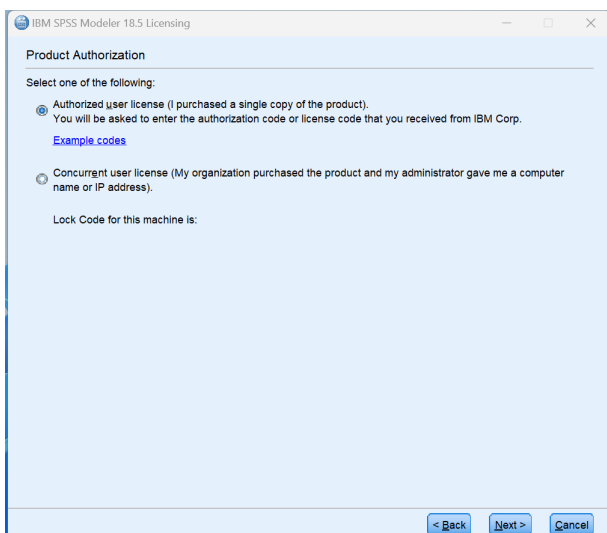 IBM SPSS Modeler 18.5 Licensing
Product Authorization
Select one of the following:
Authorized user license (I purchased a single copy of the product).
You will be asked to enter the authorization code or license code that you received from IBM Corp.
Example codes
Concurrent user license (My organization purchased the product and my administrator gave me a computer
name or IP address).
Lock Code for this machine is:
< Back Next > Cancel